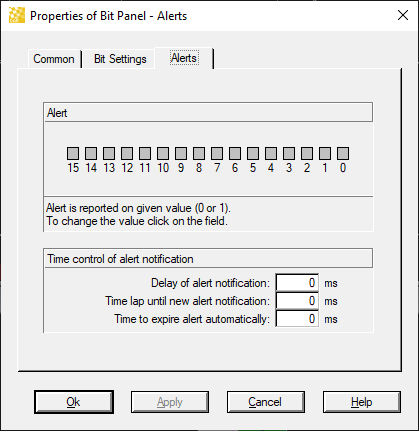 Properties of Bit Panel - Alerts
Common Bit Settings Alerts
Alert
15 14 13 12 11 10 9 8 7 6 5 4 3 2 1 0
Alert is reported on given value (0 or 1).
To change the value click on the field.
Time control of alert notification
Delay of alert notification: 0 ms
Time lap until new alert notification: 0 ms
Time to expire alert automatically: 0 ms
Ok Apply Cancel Help